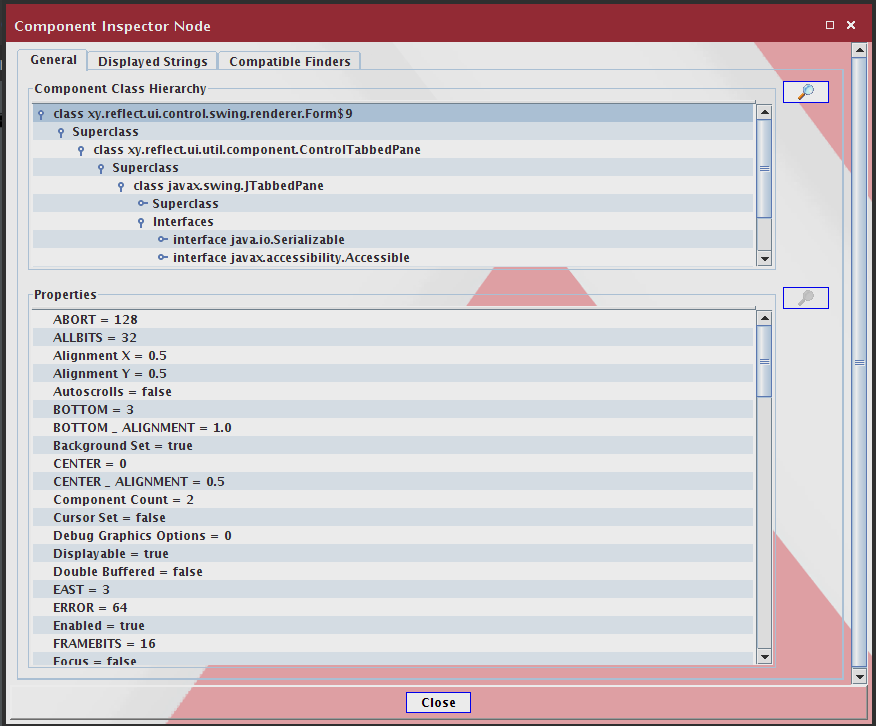 Component Inspector Node
General
Displayed Strings
Compatible Finders
Component Class Hierarchy
class xy.reflect.ui.control.swing.renderer.Form$9
Superclass
class xy.reflect.ui.util.component.ControlTabbedPane
Superclass
class javax.swing.JTabbedPane
Superclass
Interfaces
interface java.io.Serializable
interface javax.accessibility.Accessible
Properties
ABORT = 128
ALLBITS = 32
Alignment X = 0.5
Alignment Y = 0.5
Autoscrolls = false
BOTTOM = 3
BOTTOM _ ALIGNMENT = 1.0
Background Set = true
CENTER = 0
CENTER _ ALIGNMENT = 0.5
Component Count = 2
Cursor Set = false
Debug Graphics Options = 0
Displayable = true
Double Buffered = false
EAST = 3
ERROR = 64
Enabled = true
FRAMEBITS = 16
Focus = false
Close